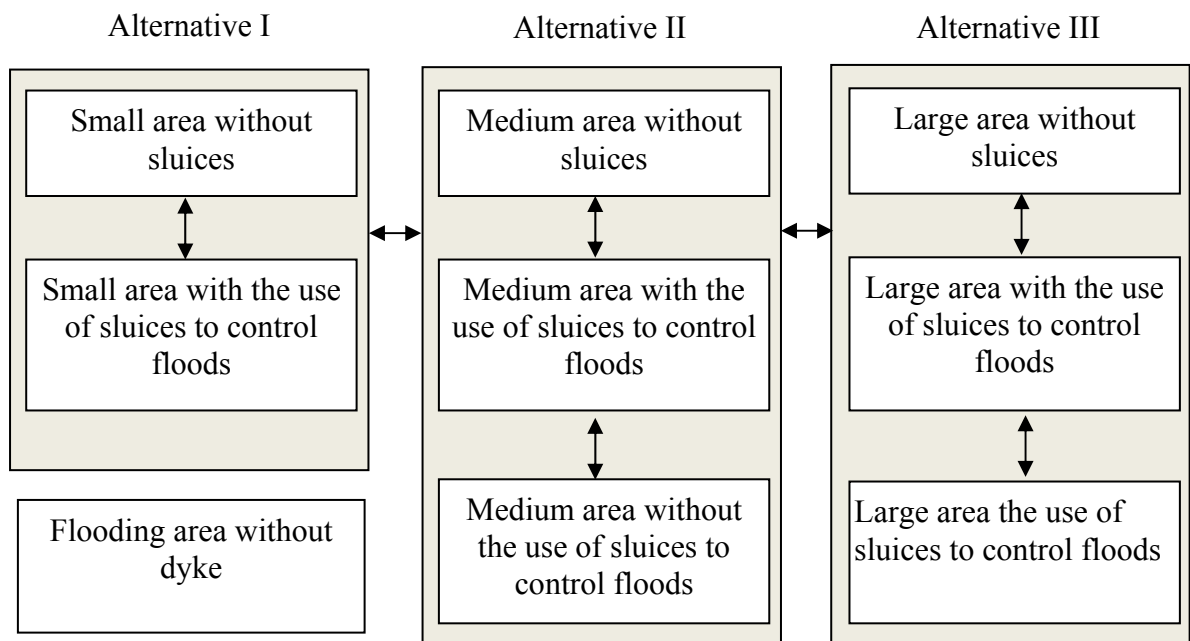 Alternative I
Small area without
sluices
Small area with the use
of sluices to control
floods
Flooding area without
dyke
Alternative II
Medium area without
sluices
Medium area with the
use of sluices to control
floods
Medium area without
the use of sluices to
control floods
Alternative III
Large area without
sluices
Large area with the use
of sluices to control
floods
Large area the use of
sluices to control floods